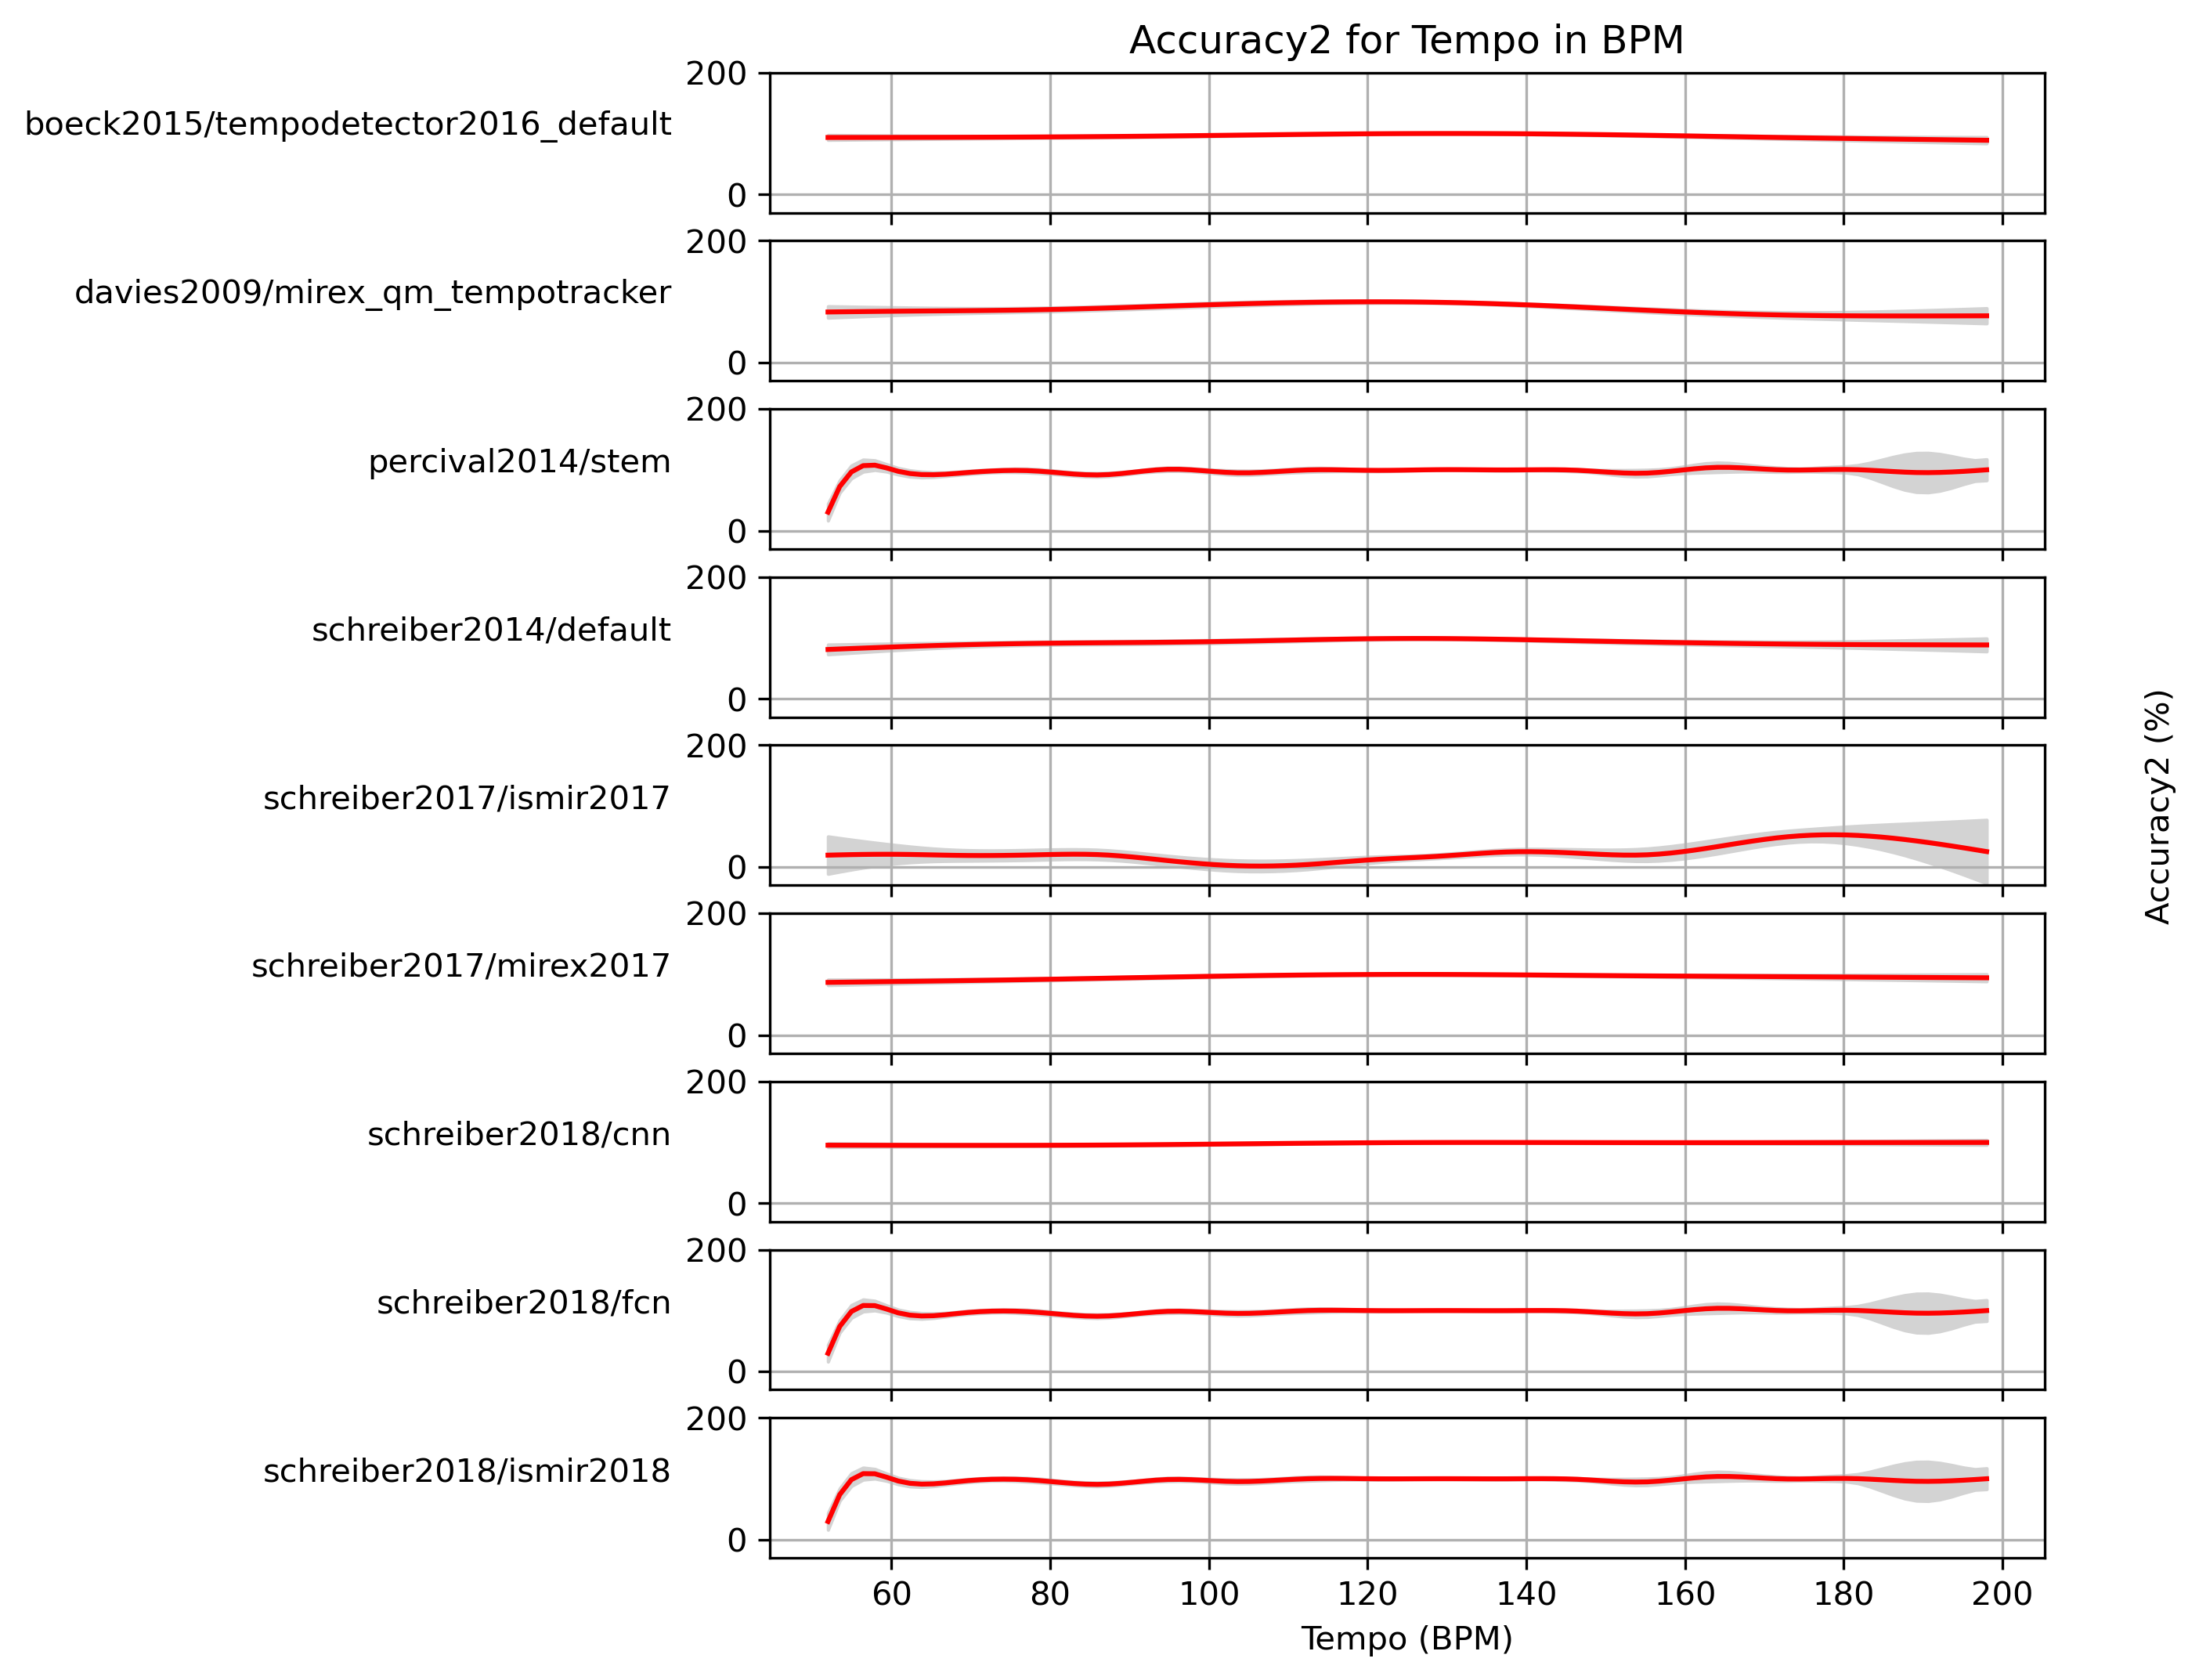 Accuracy2 for Tempo in BPM
200
boeck2015/tempodetector2016_default
0
200
davies2009/mirex_qm_tempotracker
0
200
percival2014/stem
0
200
schreiber2014/default
0
200
schreiber2017/ismir2017
0
200
schreiber2017/mirex2017
0
200
schreiber2018/cnn
0
200
schreiber2018/fcn
0
200
schreiber2018/ismir2018
0
60 80 100 120 140 160 180 200
Tempo (BPM)
Accuracy2 (%)